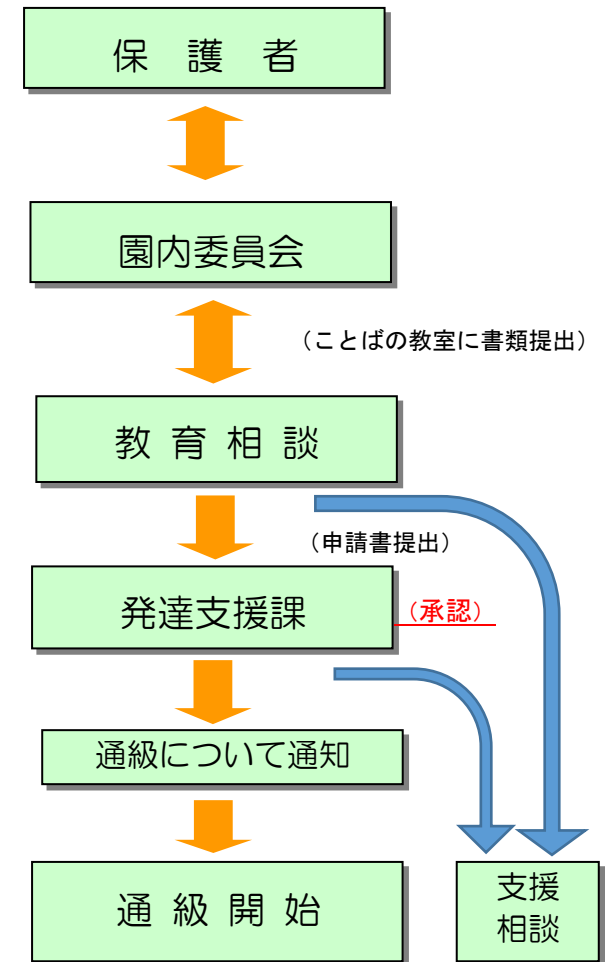 保護者
園内委員会
（ことばの教室に書類提出）
教育相談
（申請書提出）
発達支援課
（承認）
通級について通知
通級開始
支援
相談